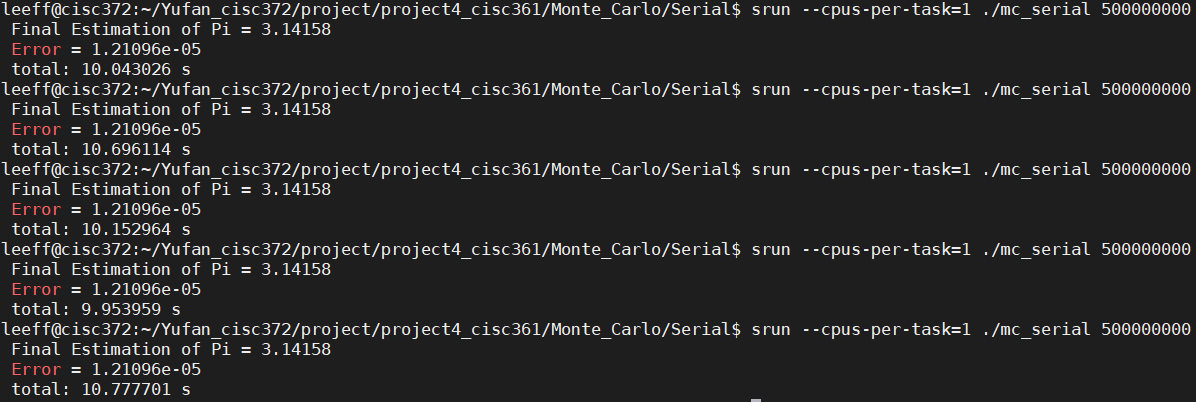 leeff@cisc372:~/Yufan_cisc372/project/project4_cisc361/Monte_Carlo/Serial$ srun --cpus-per-task=1 ./mc_serial 500000000
Final Estimation of Pi = 3.14158
Error = 1.21096e-05
total: 10.043026 s
leeff@cisc372:~/Yufan_cisc372/project/project4_cisc361/Monte_Carlo/Serial$ srun --cpus-per-task=1 ./mc_serial 500000000
Final Estimation of Pi = 3.14158
Error = 1.21096e-05
total: 10.696114 s
leeff@cisc372:~/Yufan_cisc372/project/project4_cisc361/Monte_Carlo/Serial$ srun --cpus-per-task=1 ./mc_serial 500000000
Final Estimation of Pi = 3.14158
Error = 1.21096e-05
total: 10.152964 s
leeff@cisc372:~/Yufan_cisc372/project/project4_cisc361/Monte_Carlo/Serial$ srun --cpus-per-task=1 ./mc_serial 500000000
Final Estimation of Pi = 3.14158
Error = 1.21096e-05
total: 9.953959 s
leeff@cisc372:~/Yufan_cisc372/project/project4_cisc361/Monte_Carlo/Serial$ srun --cpus-per-task=1 ./mc_serial 500000000
Final Estimation of Pi = 3.14158
Error = 1.21096e-05
total: 10.777701 s